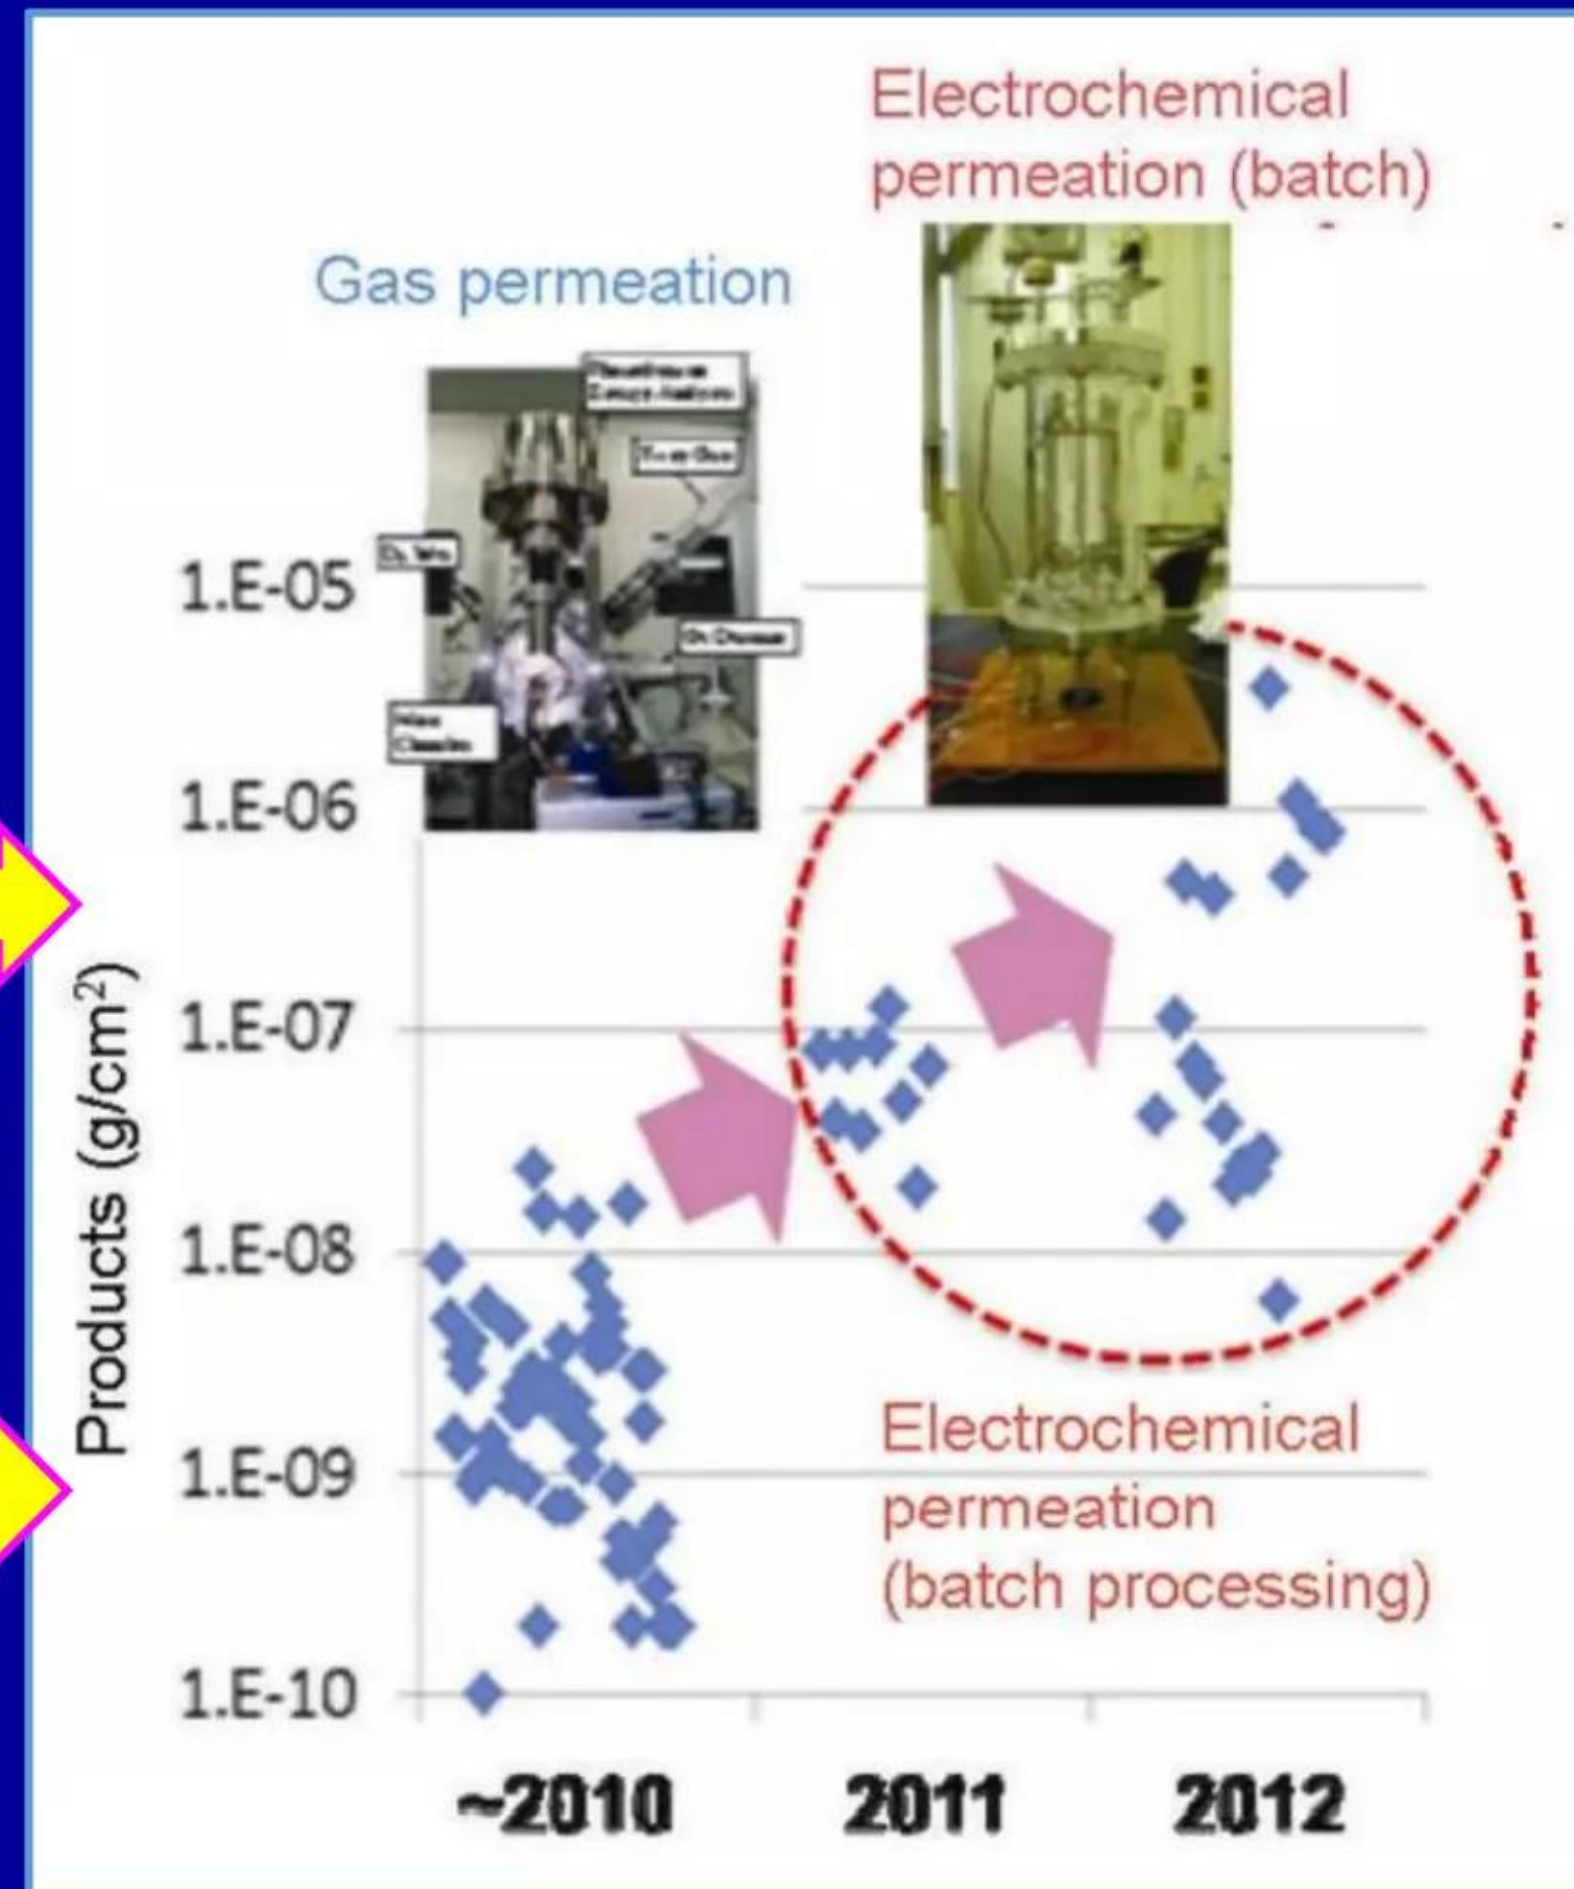 Electrochemical
permeation (batch)
Gas permeation
1.E-05
1.E-06
1.E-07
1.E-08
1.E-09
1.E-10
Products (g/cm²)
Electrochemical
permeation
(batch processing)
~2010
2011
2012